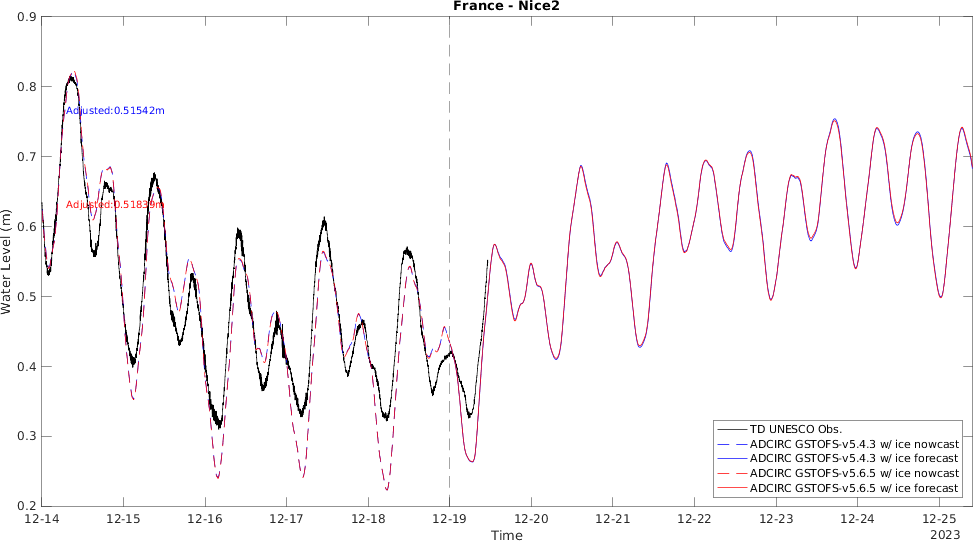 France - Nice2
0.9
0.8
0.7
0.6
0.5
0.4
0.3
0.2
Water Level (m)
Adjusted:0.51542m
Adjusted:0.51839m
TD UNESCO Obs.
ADCIRC GSTOFS-v5.4.3 w/ ice nowcast
ADCIRC GSTOFS-v5.4.3 w/ ice forecast
ADCIRC GSTOFS-v5.6.5 w/ ice nowcast
ADCIRC GSTOFS-v5.6.5 w/ ice forecast
12-14 12-15 12-16 12-17 12-18 12-19 12-20 12-21 12-22 12-23 12-24 12-25
Time
2023